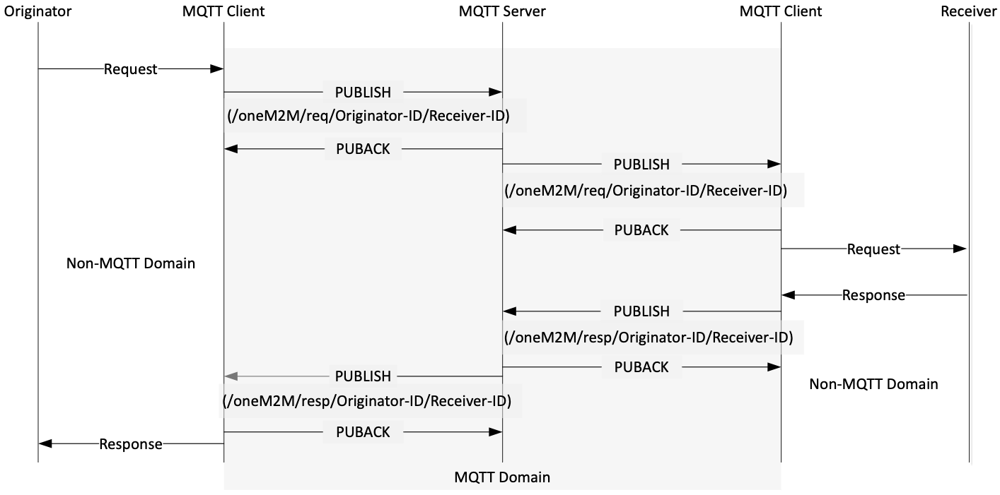 Originator
MQTT Client
MQTT Server
MQTT Client
Receiver
Request
PUBLISH
(/oneM2M/req/Originator-ID/Receiver-ID)
PUBACK
PUBLISH
(/oneM2M/req/Originator-ID/Receiver-ID)
PUBACK
Request
Non-MQTT Domain
Response
PUBLISH
(/oneM2M/resp/Originator-ID/Receiver-ID)
PUBACK
PUBLISH
Non-MQTT Domain
(/oneM2M/resp/Originator-ID/Receiver-ID)
PUBACK
Response
MQTT Domain